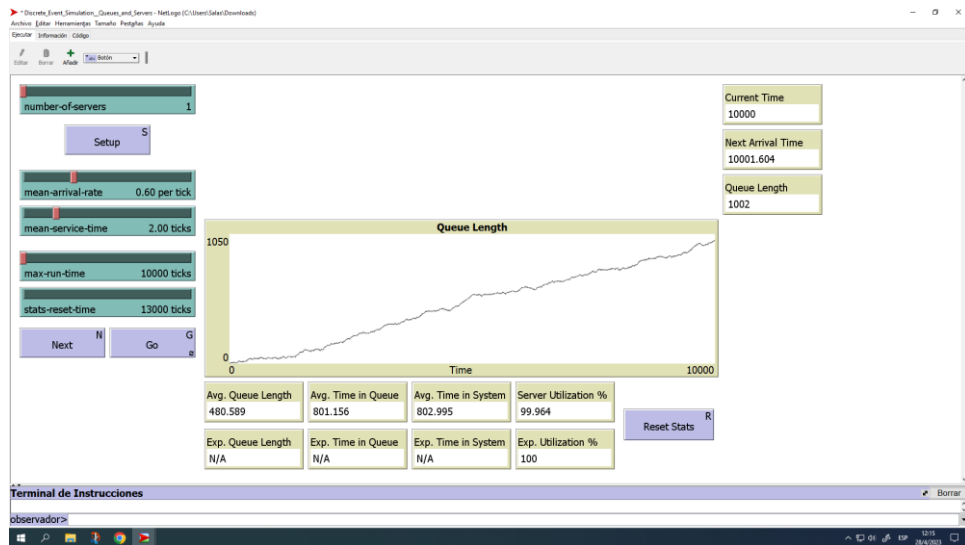 * Discrete_Event_Simulation__Queues_and_Servers - NetLogo {C:\Users\Salas\Downloads}
Archivo Editar Herramientas Tamaño Pestañas Ayuda
Ejecutar Información Código
Editar Borrar Añadir Botón
number-of-servers 1
Setup S
mean-arrival-rate 0.60 per tick
mean-service-time 2.00 ticks
max-run-time 10000 ticks
stats-reset-time 13000 ticks
Next N
Go G
Current Time
10000
Next Arrival Time
10001.604
Queue Length
1002
Queue Length
1050
0
0 Time 10000
Avg. Queue Length Avg. Time in Queue Avg. Time in System Server Utilization %
480.589 801.156 802.995 99.964
Reset Stats R
Exp. Queue Length Exp. Time in Queue Exp. Time in System Exp. Utilization %
N/A N/A N/A 100
Terminal de Instrucciones Borrar
observador>
ESP 12:15
28/4/2023